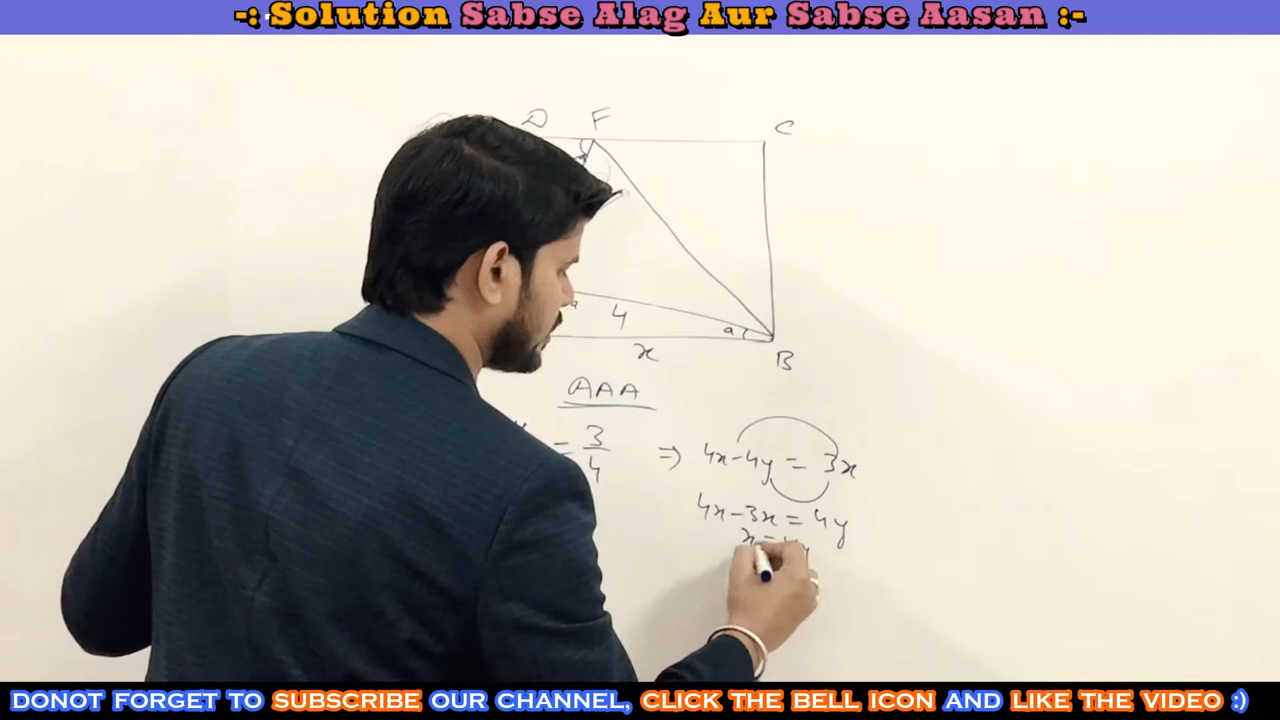 -: Solution Sabse Alag Aur Sabse Aasan :-
D F C
a 4 a
x
B
AAA
= 3/4 ⇒ 4x-4y = 3x
4x-3x = 4y
DONOT FORGET TO SUBSCRIBE OUR CHANNEL, CLICK THE BELL ICON AND LIKE THE VIDEO :)